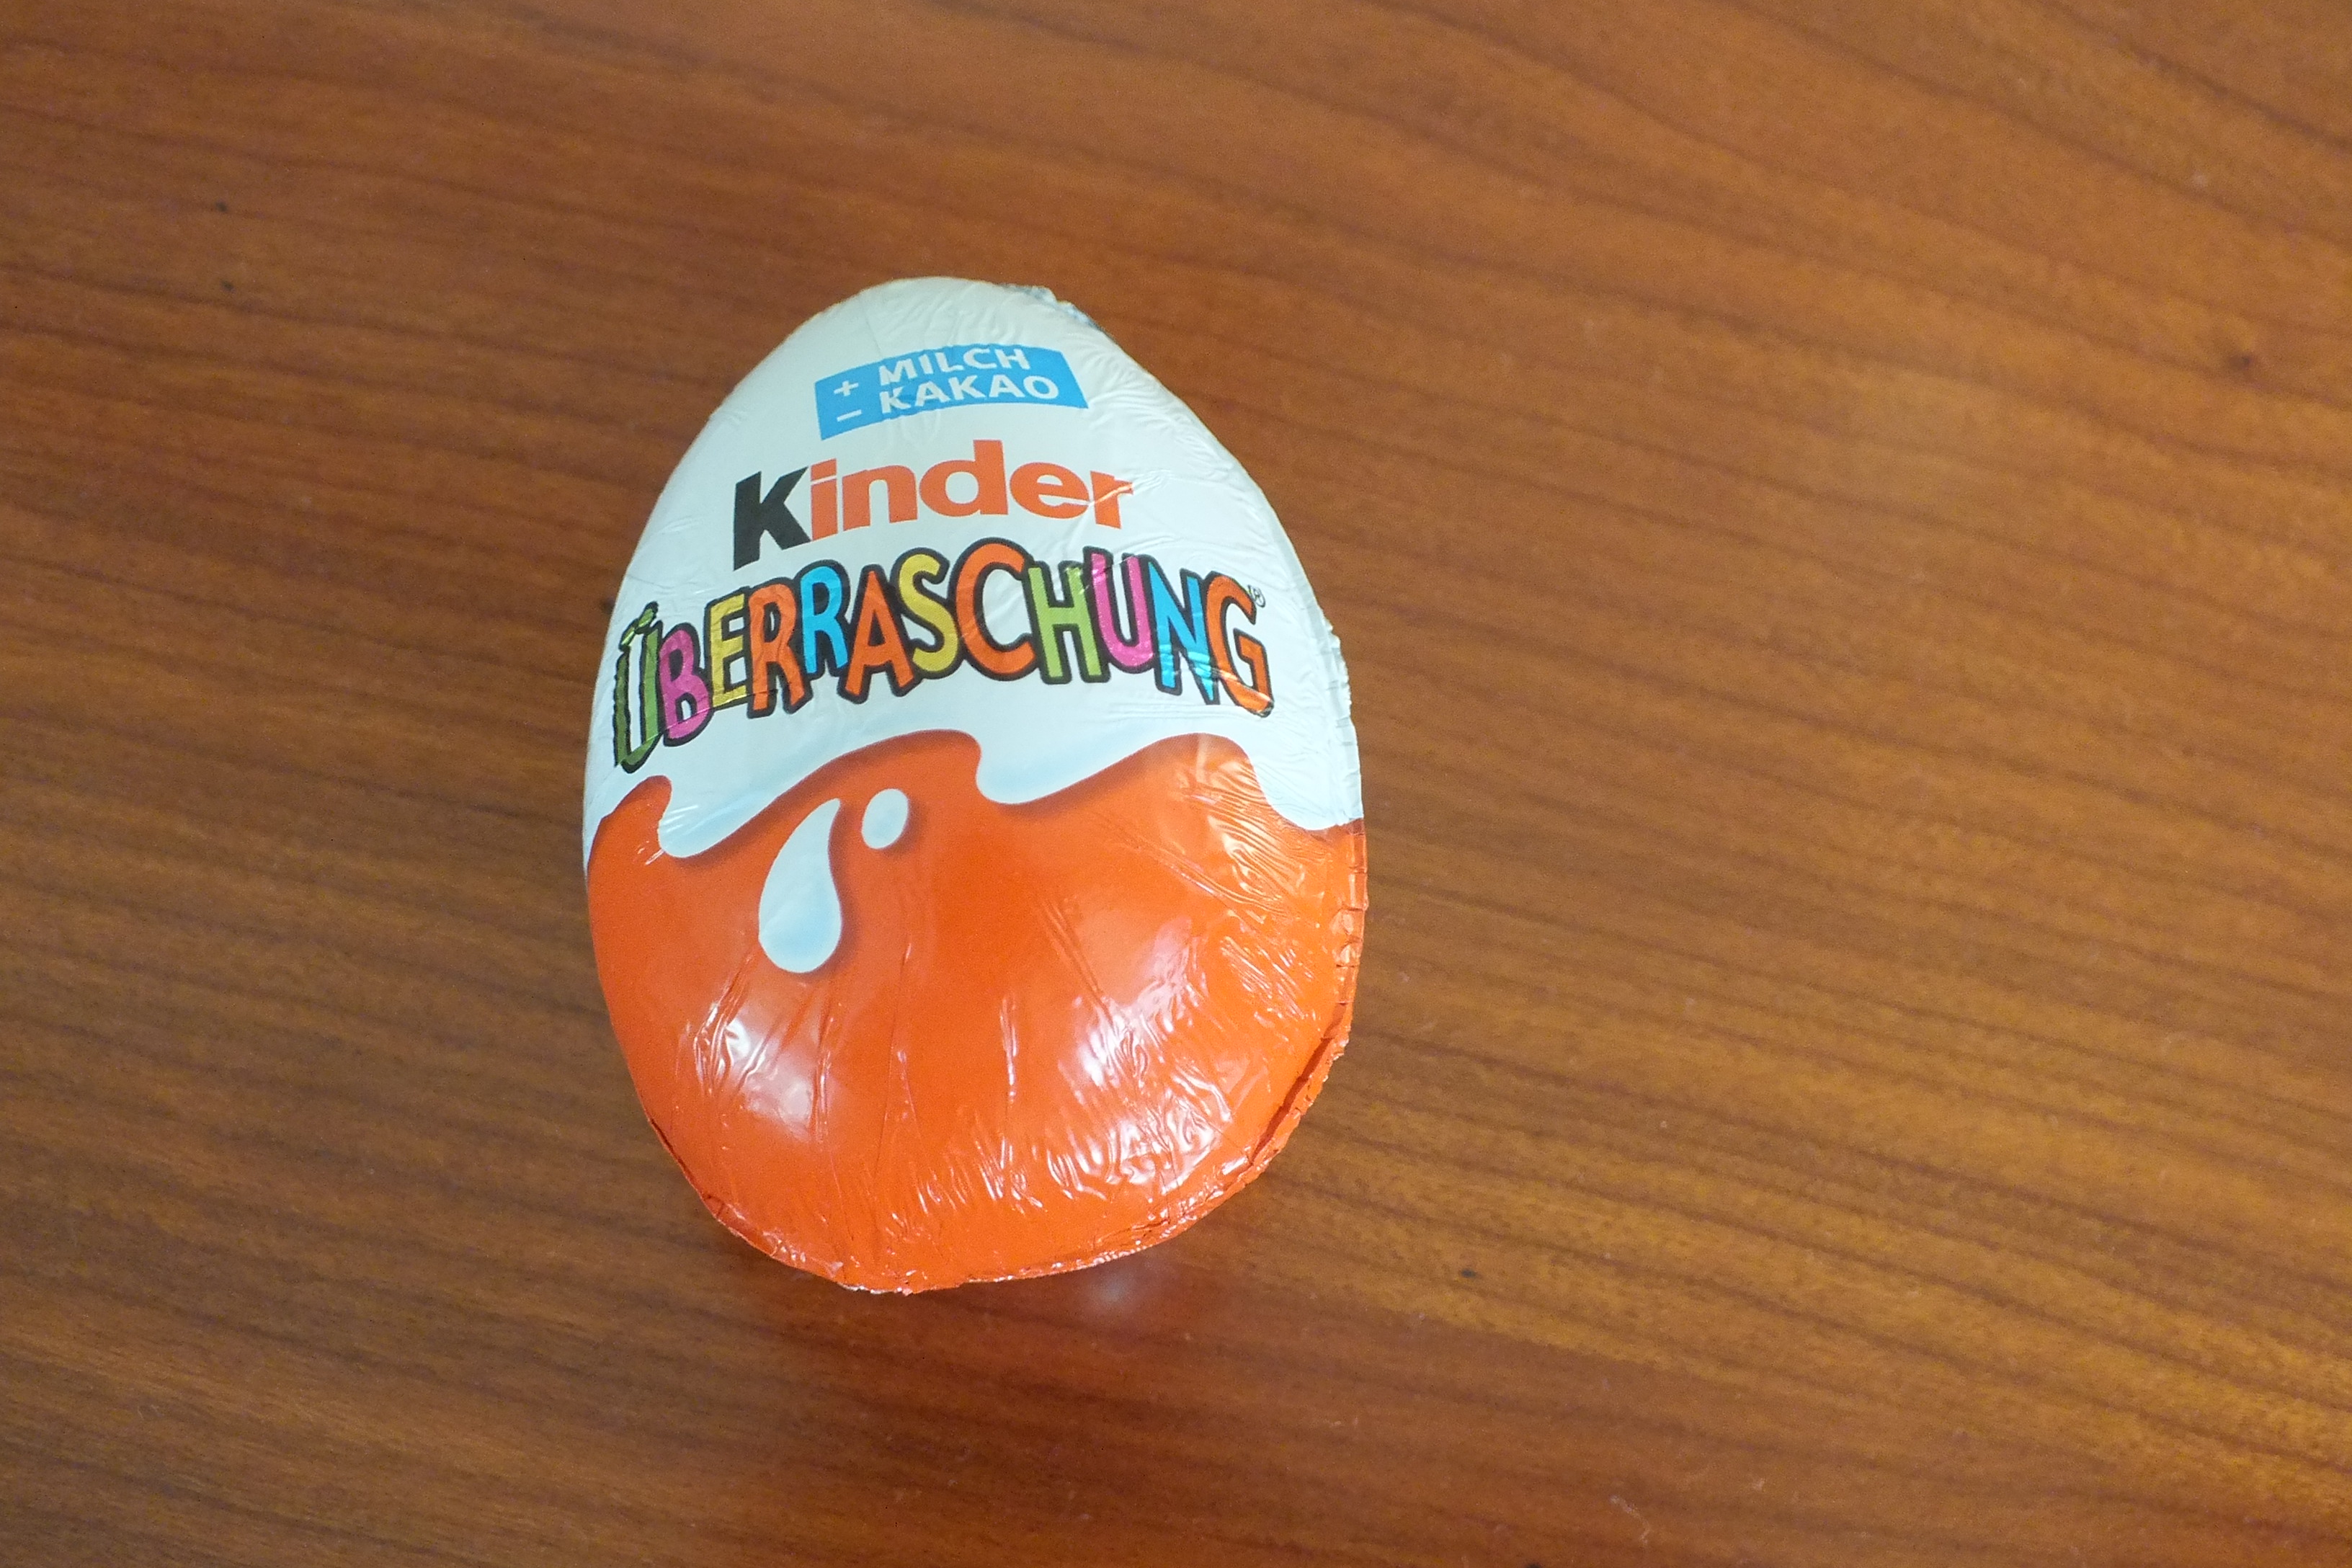 + MILCH
– KAKAO
Kinder
ÜBERRASCHUNG®